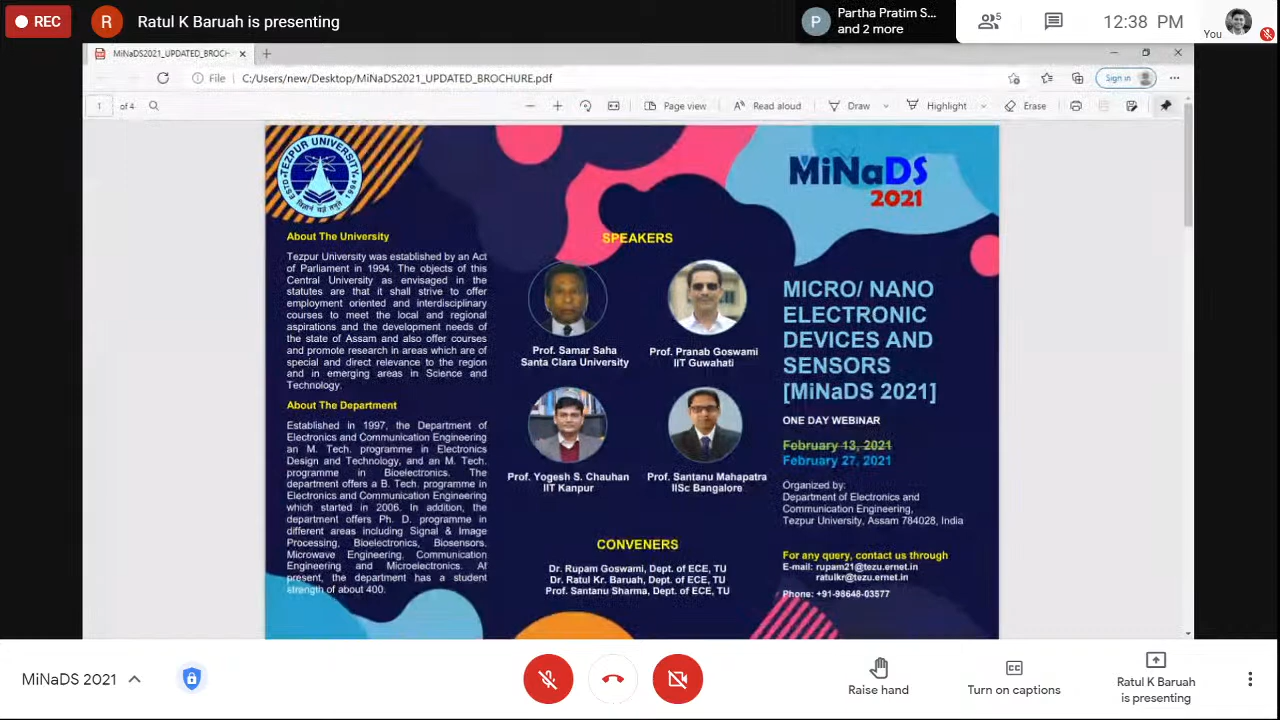 REC
R
Ratul K Baruah is presenting
P
Partha Pratim S...
and 2 more
5
12:38 PM
You
MiNaDS2021_UPDATED_BROCH
File
C:/Users/new/Desktop/MiNaDS2021_UPDATED_BROCHURE.pdf
Sign in
1 of 4
Page view
Read aloud
Draw
Highlight
Erase
TEZPUR UNIVERSITY
ESTD 1994
MiNaDS
2021
About The University
Tezpur University was established by an Act
of Parliament in 1994. The objects of this
Central University as envisaged in the
statutes are that it shall strive to offer
employment oriented and interdisciplinary
courses to meet the local and regional
aspirations and the development needs of
the state of Assam and also offer courses
and promote research in areas which are of
special and direct relevance to the region
and in emerging areas in Science and
Technology.
About The Department
Established in 1997, the Department of
Electronics and Communication Engineering
an M. Tech. programme in Electronics
Design and Technology, and an M. Tech.
programme in Bioelectronics. The
department offers a B. Tech. programme in
Electronics and Communication Engineering
which started in 2006. In addition, the
department offers Ph. D. programme in
different areas including Signal & Image
Processing, Bioelectronics, Biosensors,
Microwave Engineering, Communication
Engineering and Microelectronics. At
present, the department has a student
strength of about 400.
SPEAKERS
Prof. Samar Saha
Santa Clara University
Prof. Pranab Goswami
IIT Guwahati
Prof. Yogesh S. Chauhan
IIT Kanpur
Prof. Santanu Mahapatra
IISc Bangalore
CONVENERS
Dr. Rupam Goswami, Dept. of ECE, TU
Dr. Ratul Kr. Baruah, Dept. of ECE, TU
Prof. Santanu Sharma, Dept. of ECE, TU
MICRO/ NANO
ELECTRONIC
DEVICES AND
SENSORS
[MiNaDS 2021]
ONE DAY WEBINAR
February 13, 2021
February 27, 2021
Organized by:
Department of Electronics and
Communication Engineering,
Tezpur University, Assam 784028, India
For any query, contact us through
E-mail: rupam21@tezu.ernet.in
ratulkr@tezu.ernet.in
Phone: +91-98648-03577
MiNaDS 2021
Raise hand
CC
Turn on captions
Ratul K Baruah
is presenting